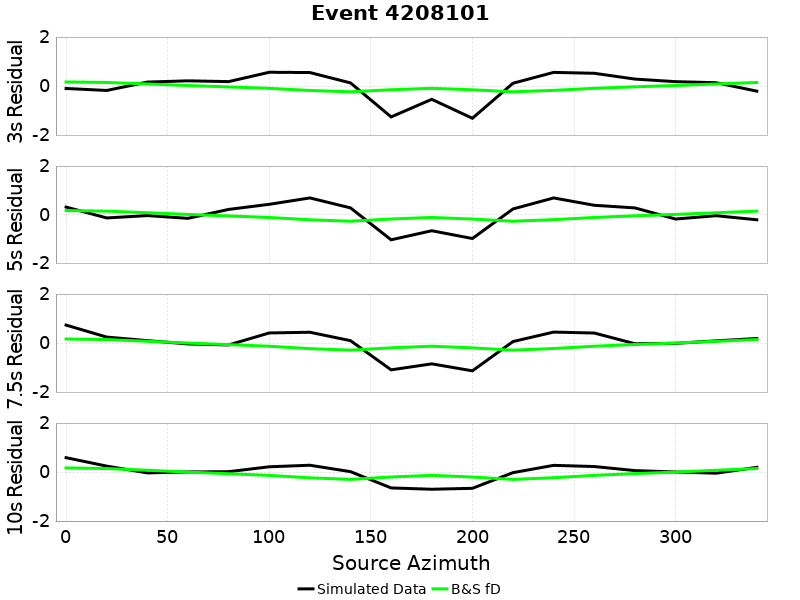 Event 4208101
3s Residual
2
0
-2
5s Residual
2
0
-2
7.5s Residual
2
0
-2
10s Residual
2
0
-2
0 50 100 150 200 250 300
Source Azimuth
Simulated Data B&S fD